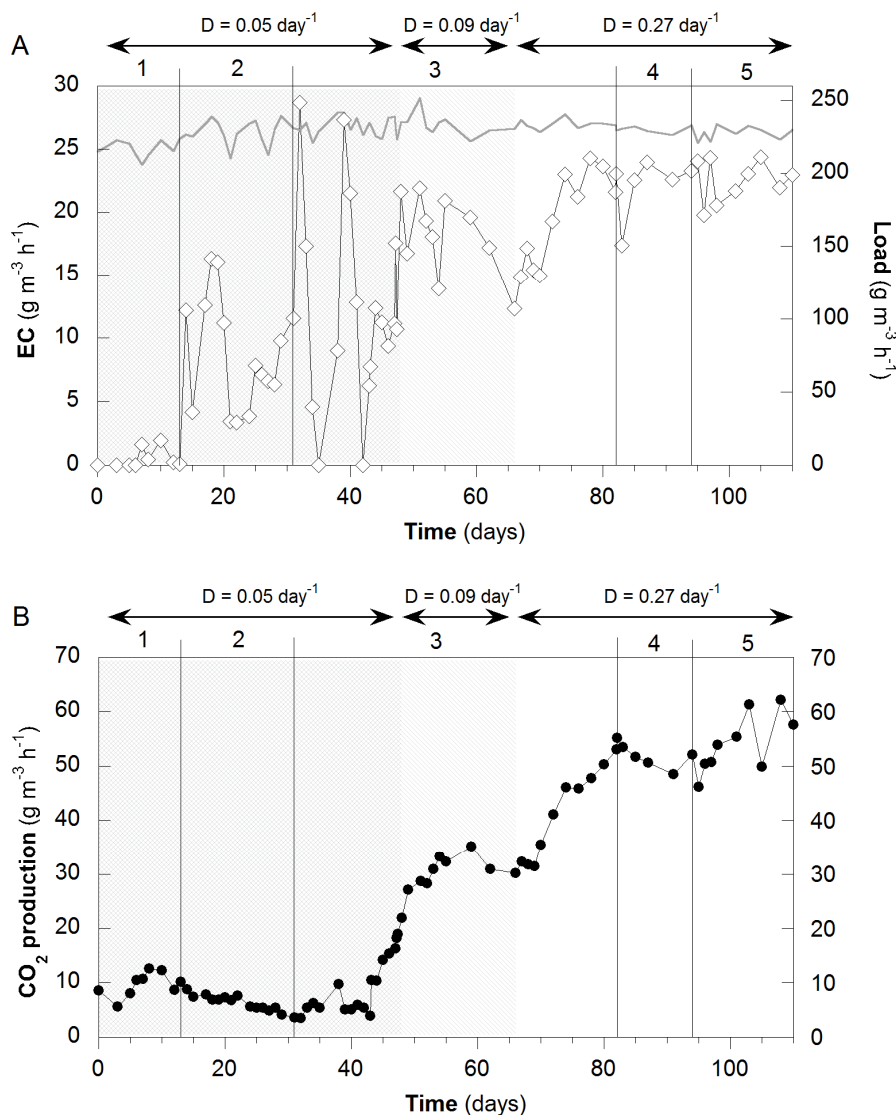 A
D = 0.05 day-1 D = 0.09 day-1 D = 0.27 day-1
1 2 3 4 5
30 250
25 200
20
15 150
10 100
5 50
0 0
EC (g m-3 h-1)
Load (g m-3 h-1)
0 20 40 60 80 100
Time (days)
B
D = 0.05 day-1 D = 0.09 day-1 D = 0.27 day-1
1 2 3 4 5
70 70
60 60
50 50
40 40
30 30
20 20
10 10
0 0
CO2 production (g m-3 h-1)
0 20 40 60 80 100
Time (days)